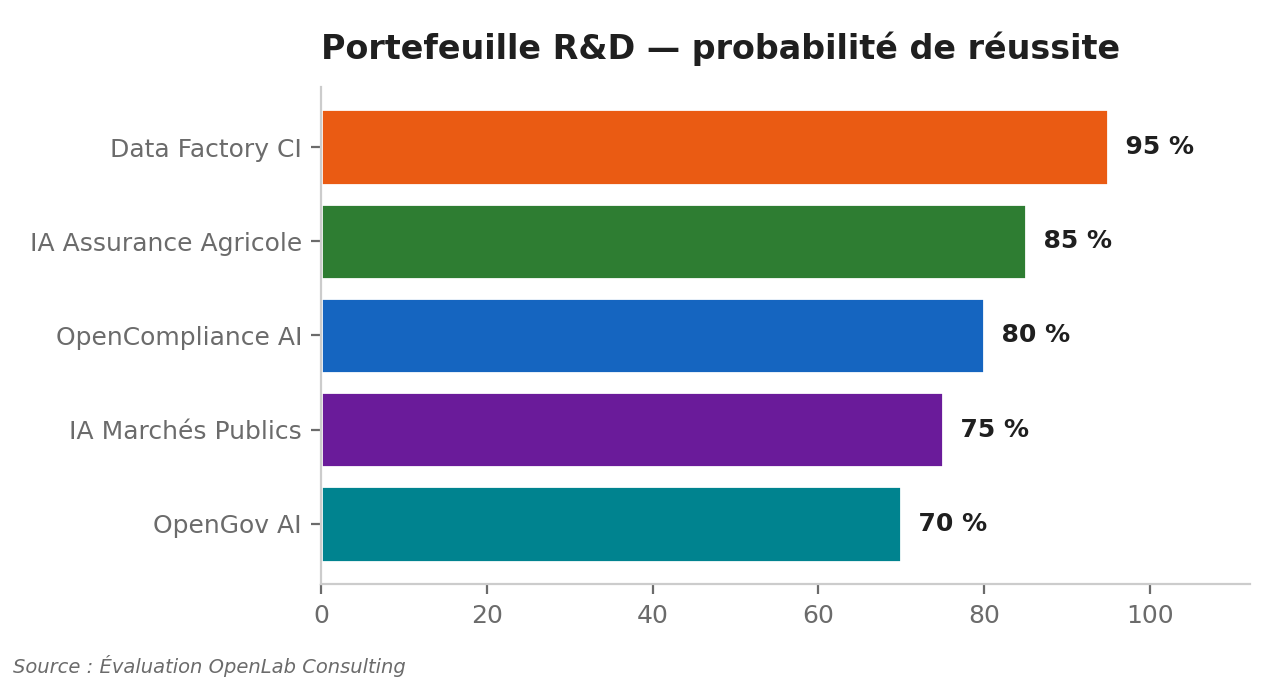 Portefeuille R&D — probabilité de réussite
Data Factory CI
95 %
IA Assurance Agricole
85 %
OpenCompliance AI
80 %
IA Marchés Publics
75 %
OpenGov AI
70 %
0 20 40 60 80 100
Source : Évaluation OpenLab Consulting